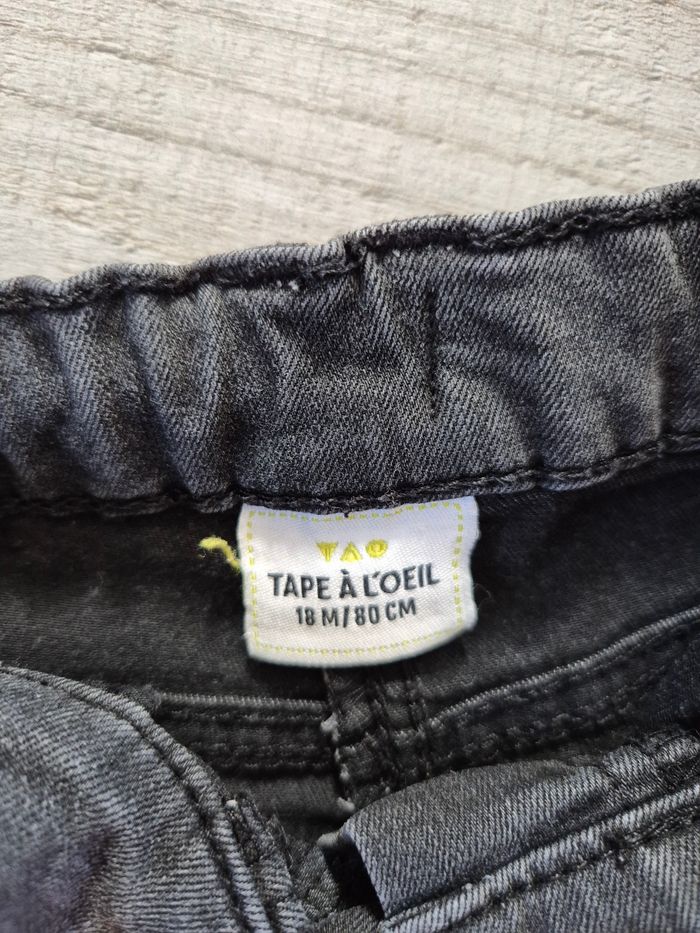 TAO
TAPE À L'OEIL
18 M/80 CM